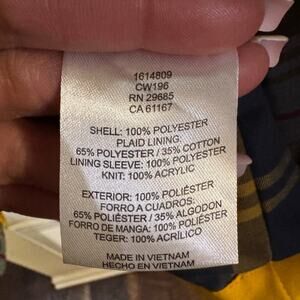 1614809
CW196
RN 29685
CA 61167
SHELL: 100% POLYESTER
PLAID LINING:
65% POLYESTER / 35% COTTON
LINING SLEEVE: 100% POLYESTER
KNIT: 100% ACRYLIC
EXTERIOR: 100% POLIÉSTER
FORRO A CUADROS:
65% POLIÉSTER / 35% ALGODON
FORRO DE MANGA: 100% POLIÉSTER
TEGER: 100% ACRÍLICO
MADE IN VIETNAM
HECHO EN VIETNAM